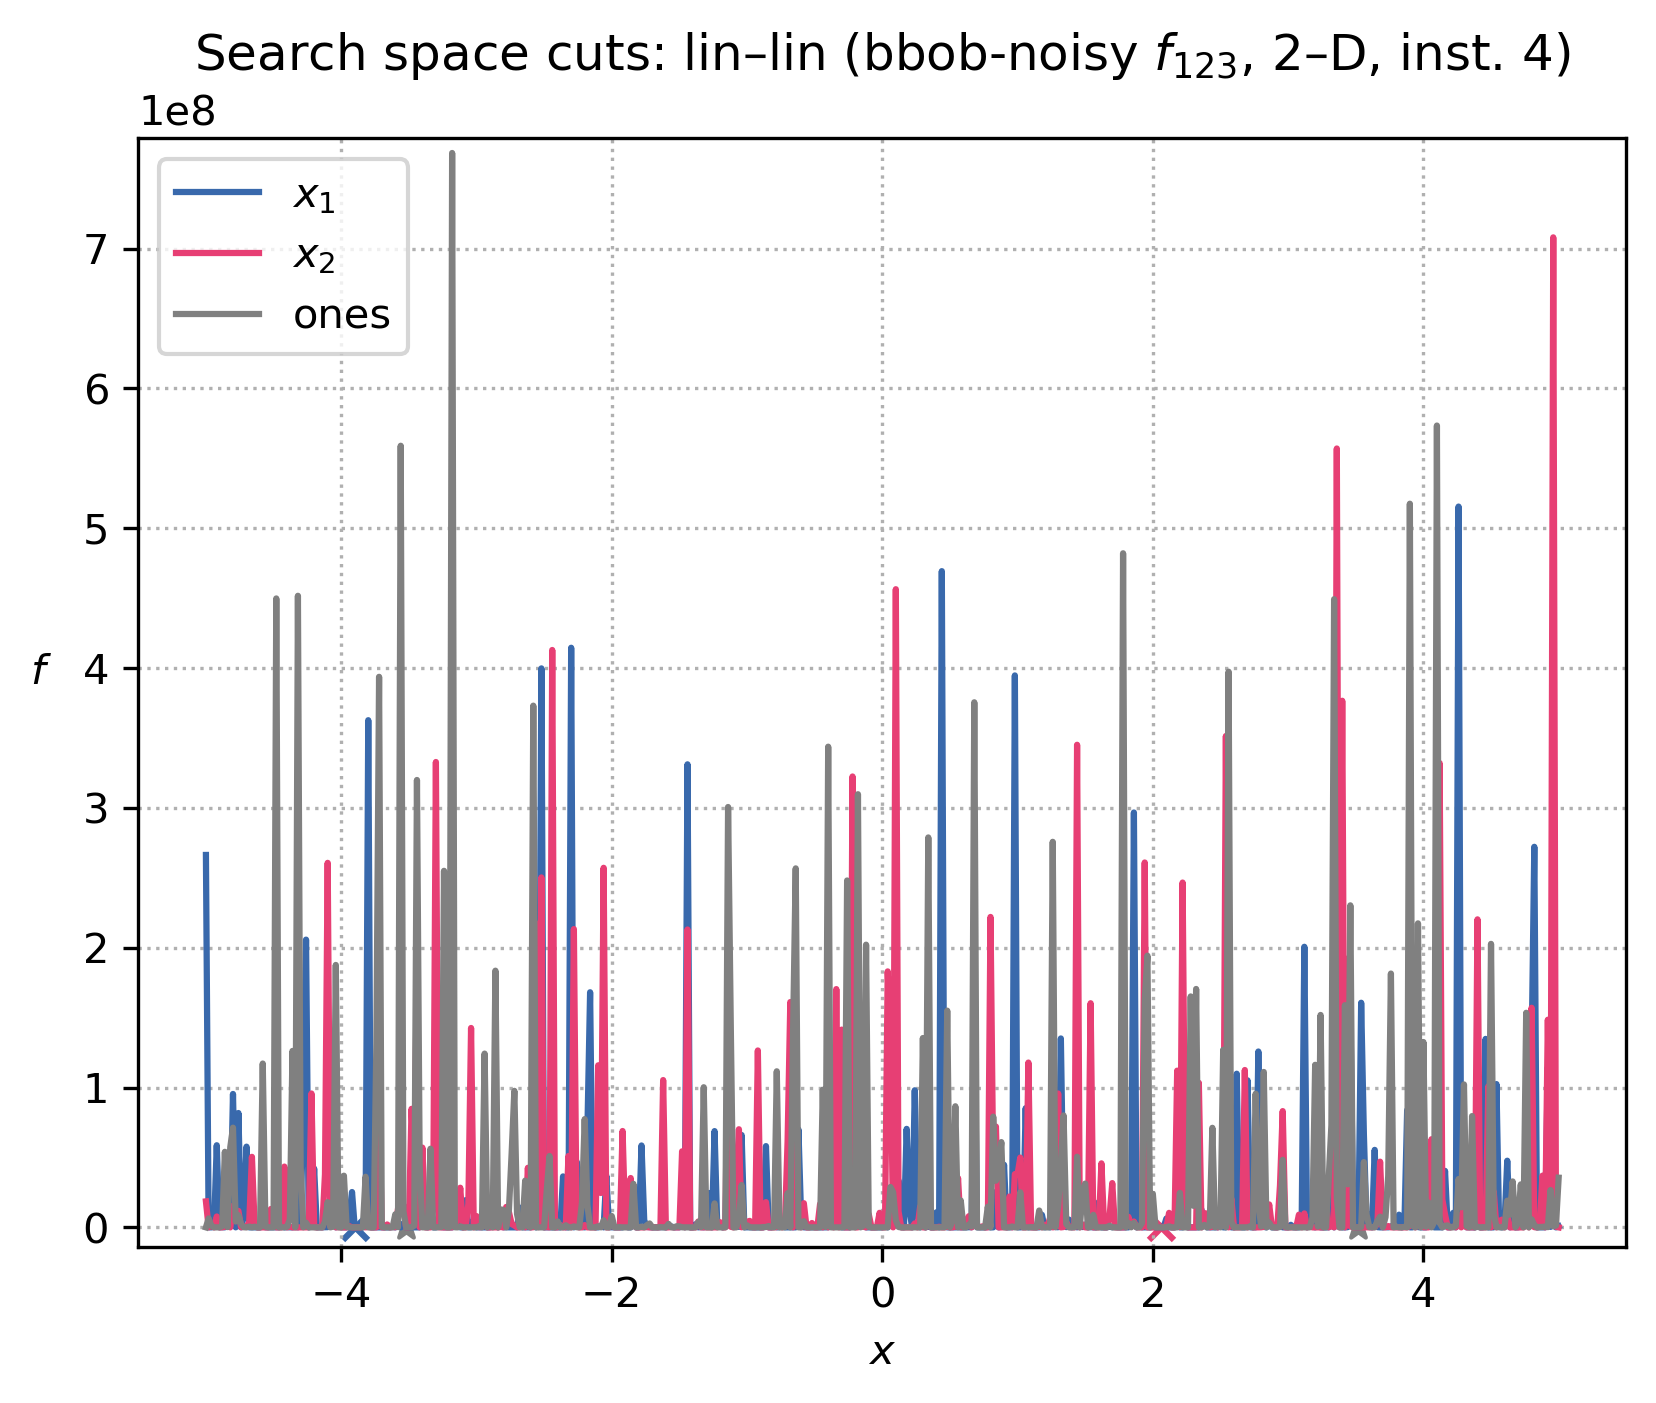 Search space cuts: lin–lin (bbob-noisy f₁₂₃, 2–D, inst. 4)
1e8
x₁
x₂
ones
7
6
5
4
3
2
1
0
f
−4
−2
0
2
4
x